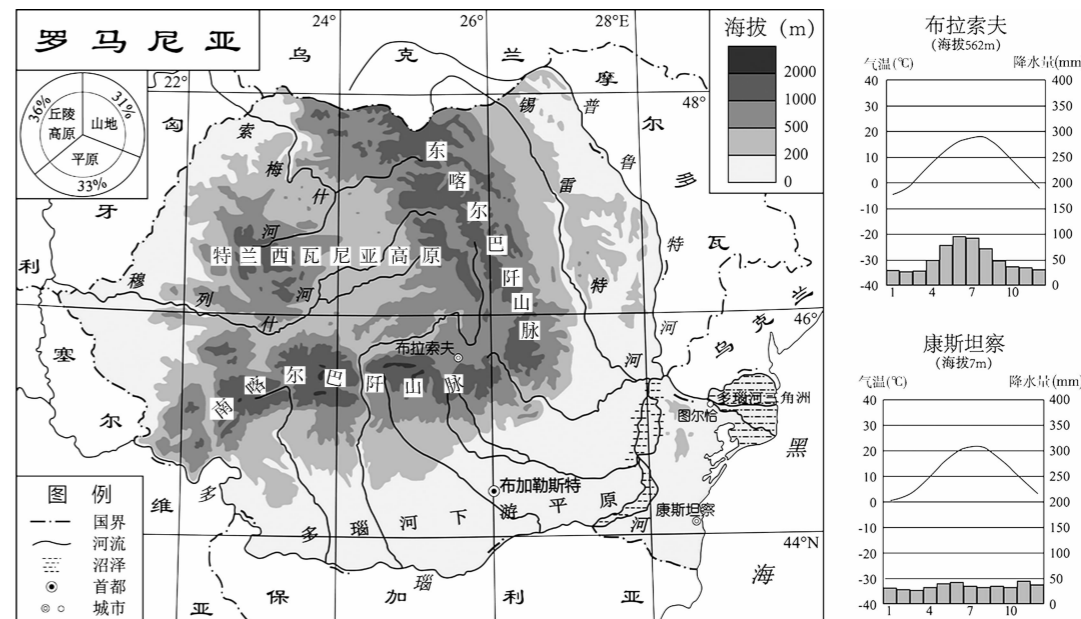 罗马尼亚
24°
26°
28°E
22°
48°
46°
44°N
36%
31%
33%
丘陵
高原
山地
平原
乌克兰
摩尔多瓦
乌克兰
匈牙利
塞尔维亚
保加利亚
黑海
索梅什河
穆列什河
锡雷特河
普鲁特河
多瑙河
东喀尔巴阡山脉
特兰西瓦尼亚高原
南喀尔巴阡山脉
多瑙河下游平原
布拉索夫
布加勒斯特
图尔恰
多瑙河三角洲
康斯坦察
海拔(m)
2000
1000
500
200
0
图 例
国界
河流
沼泽
首都
城市
布拉索夫
(海拔562m)
气温(℃)
降水量(mm)
40
30
20
10
0
-10
-20
-30
-40
400
350
300
250
200
150
100
50
0
1 4 7 10
康斯坦察
(海拔7m)
气温(℃)
降水量(mm)
40
30
20
10
0
-10
-20
-30
-40
400
350
300
250
200
150
100
50
0
1 4 7 10